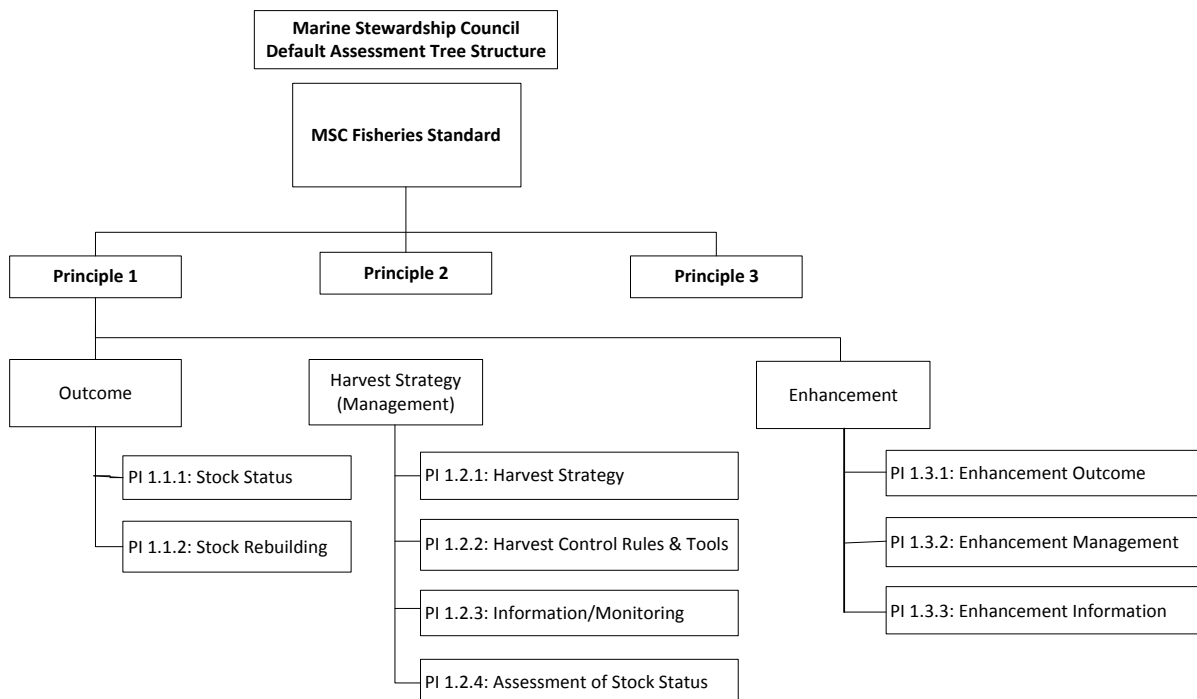 Marine Stewardship Council
Default Assessment Tree Structure
MSC Fisheries Standard
Principle 1
Principle 2
Principle 3
Outcome
Harvest Strategy
(Management)
Enhancement
PI 1.1.1: Stock Status
PI 1.1.2: Stock Rebuilding
PI 1.2.1: Harvest Strategy
PI 1.2.2: Harvest Control Rules & Tools
PI 1.2.3: Information/Monitoring
PI 1.2.4: Assessment of Stock Status
PI 1.3.1: Enhancement Outcome
PI 1.3.2: Enhancement Management
PI 1.3.3: Enhancement Information